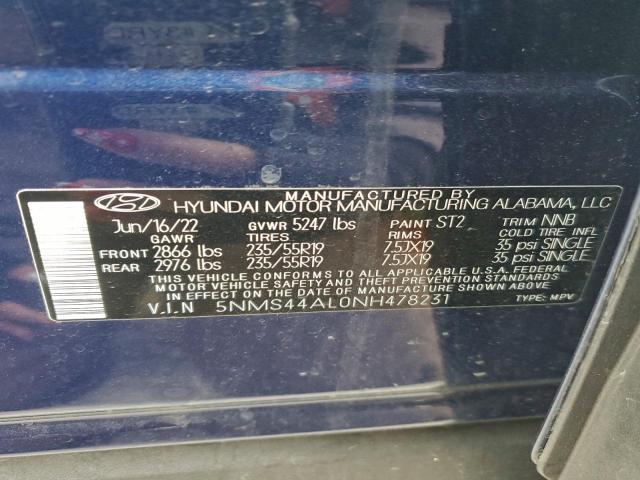 MANUFACTURED BY
HYUNDAI MOTOR MANUFACTURING ALABAMA, LLC
Jun/16/22 GVWR 5247 lbs PAINT ST2 TRIM NNB
GAWR TIRES RIMS COLD TIRE INFL
FRONT 2866 lbs 235/55R19 7.5JX19 35 psi SINGLE
REAR 2976 lbs 235/55R19 7.5JX19 35 psi SINGLE
THIS VEHICLE CONFORMS TO ALL APPLICABLE U.S.A. FEDERAL
MOTOR VEHICLE SAFETY AND BUMPER AND THEFT PREVENTION STANDARDS
IN EFFECT ON THE DATE OF MANUFACTURE SHOWN ABOVE
V.I.N 5NMS44AL0NH478231 TYPE: MPV